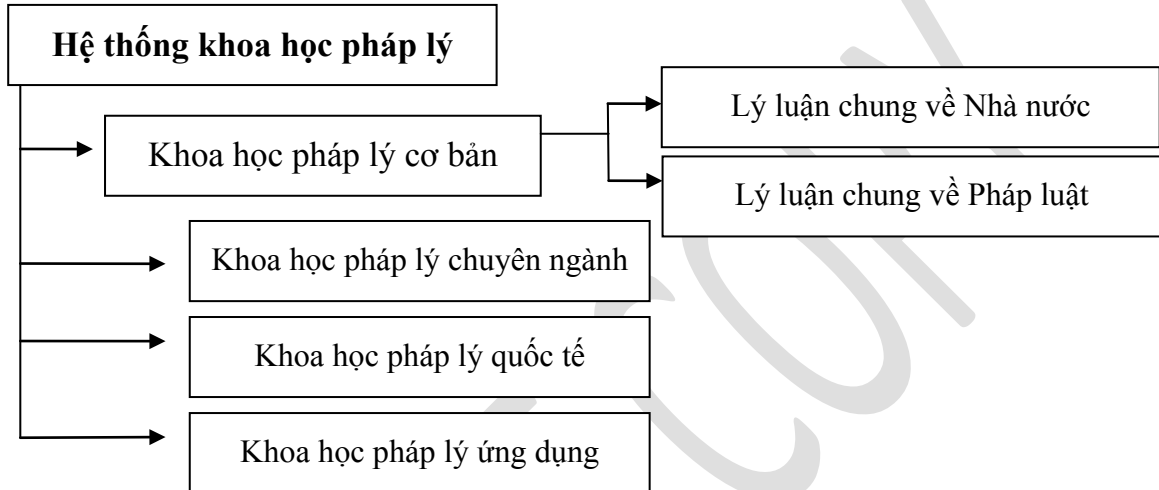 Hệ thống khoa học pháp lý
Lý luận chung về Nhà nước
Khoa học pháp lý cơ bản
Lý luận chung về Pháp luật
Khoa học pháp lý chuyên ngành
Khoa học pháp lý quốc tế
Khoa học pháp lý ứng dụng